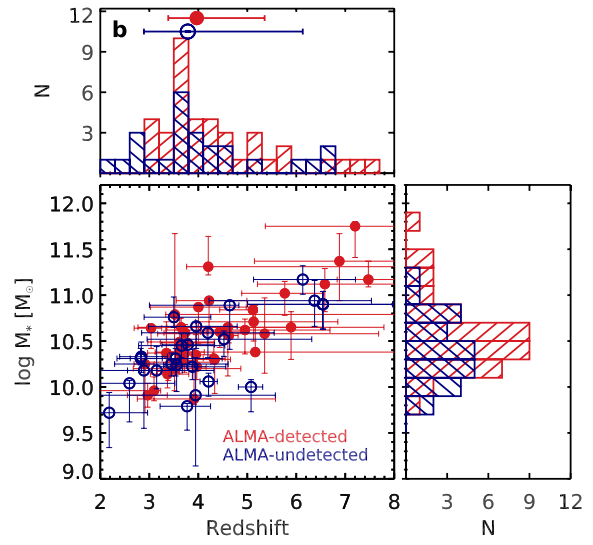 12
9
6
3
N
b
12.0
11.5
11.0
10.5
10.0
9.5
9.0
log M* [M☉]
ALMA-detected
ALMA-undetected
2 3 4 5 6 7 8
Redshift
3 6 9 12
N